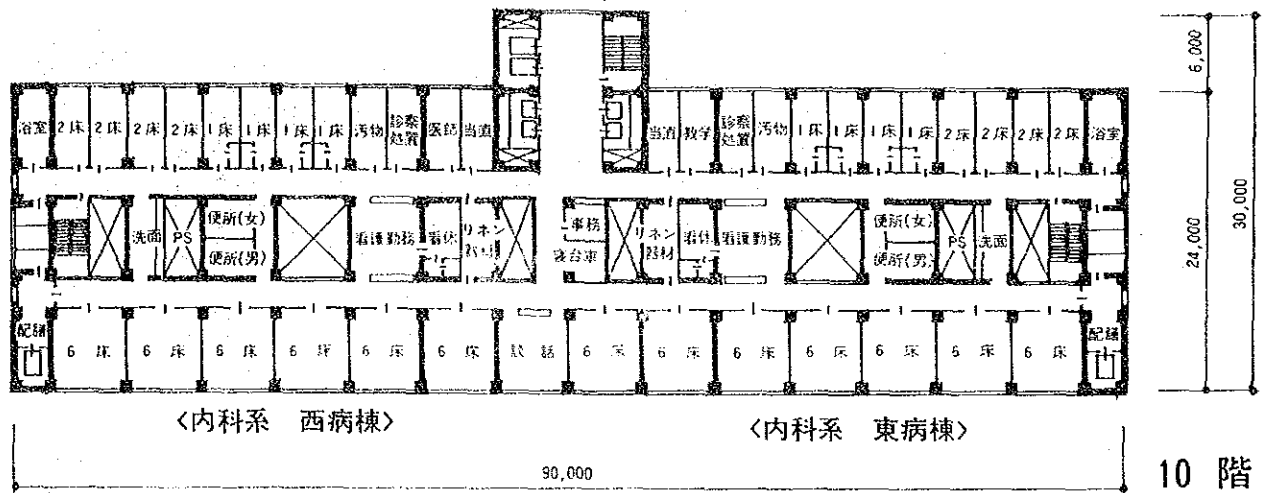 6,000
浴室 2床 2床 2床 2床 1床 1床 1床 1床 汚物 診察処置 医師 当直 当直 教学 診察処置 汚物 1床 1床 1床 1床 2床 2床 2床 2床 浴室
24,000
30,000
洗面 PS 便所(女) 看護勤務 看休 リネン 事務 リネン器材 看休 看護勤務 便所(女) PS 洗面
便所(男) 寝台車 便所(男)
配膳 6床 6床 6床 6床 6床 6床 談話 6床 6床 6床 6床 6床 6床 6床 配膳
〈内科系 西病棟〉 〈内科系 東病棟〉
90,000
10 階